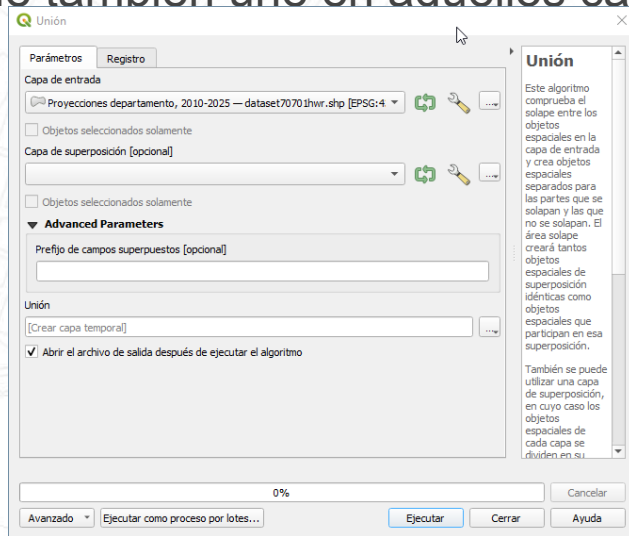 también uno en aquellos ca
Unión
Parámetros
Registro
Capa de entrada
Proyecciones departamento, 2010-2025 — dataset70701hwr.shp [EPSG:4
...
Objetos seleccionados solamente
Capa de superposición [opcional]
...
Objetos seleccionados solamente
Advanced Parameters
Prefijo de campos superpuestos [opcional]
Unión
[Crear capa temporal]
...
Abrir el archivo de salida después de ejecutar el algoritmo
Unión
Este algoritmo
comprueba el
solape entre los
objetos
espaciales en la
capa de entrada
y crea objetos
espaciales
separados para
las partes que se
solapan y las que
no se solapan. El
área solape
creará tantos
objetos
espaciales de
superposición
idénticas como
objetos
espaciales que
participan en esa
superposición.
También se puede
utilizar una capa
de superposición,
en cuyo caso los
objetos
espaciales de
cada capa se
dividen en su
0%
Cancelar
Avanzado
Ejecutar como proceso por lotes...
Ejecutar
Cerrar
Ayuda